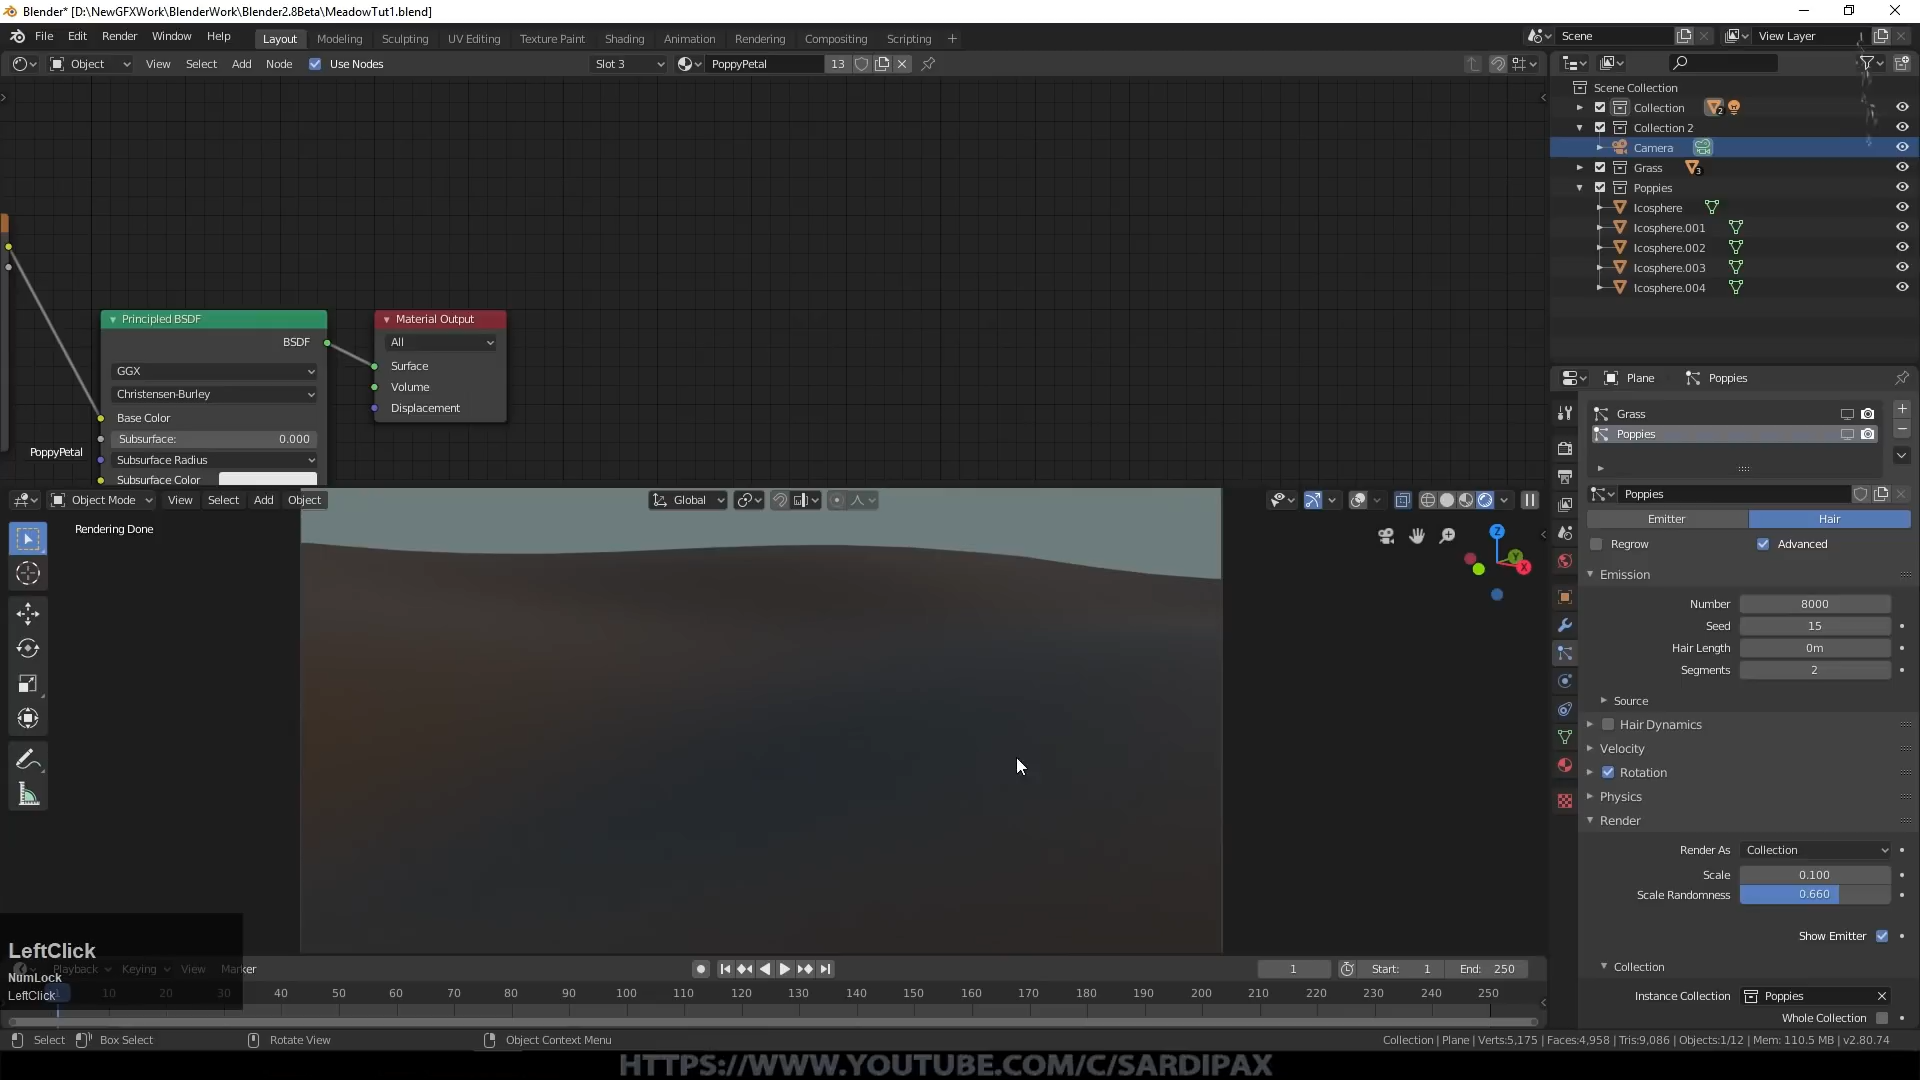 Blender* [D:\NewGFXWork\BlenderWork\Blender2.8Beta\MeadowTut1.blend]
File Edit Render Window Help
Layout Modeling Sculpting UV Editing Texture Paint Shading Animation Rendering Compositing Scripting +
Scene
View Layer
Object View Select Add Node Use Nodes
Slot 3
PoppyPetal 13
Scene Collection
Collection 2
Collection 2
Camera
Grass 3
Poppies
Icosphere
Icosphere.001
Icosphere.002
Icosphere.003
Icosphere.004
Principled BSDF
BSDF
GGX
Christensen-Burley
Base Color
Subsurface: 0.000
Subsurface Radius
Subsurface Color
PoppyPetal
Material Output
All
Surface
Volume
Displacement
Object Mode View Select Add Object
Global
Rendering Done
Z
Y
X
Plane Poppies
Grass
Poppies
Poppies
Emitter Hair
Regrow Advanced
Emission
Number 8000
Seed 15
Hair Length 0m
Segments 2
Source
Hair Dynamics
Velocity
Rotation
Physics
Render
Render As Collection
Scale 0.100
Scale Randomness 0.660
Show Emitter
Collection
Instance Collection Poppies
Whole Collection
LeftClick
NumLock
LeftClick
Playback Keying View Marker
1 Start: 1 End: 250
1 10 20 30 40 50 60 70 80 90 100 110 120 130 140 150 160 170 180 190 200 210 220 230 240 250
Select Box Select Rotate View Object Context Menu
Collection | Plane | Verts:5,175 | Faces:4,958 | Tris:9,086 | Objects:1/12 | Mem: 110.5 MB | v2.80.74
HTTPS://WWW.YOUTUBE.COM/C/SARDIPAX